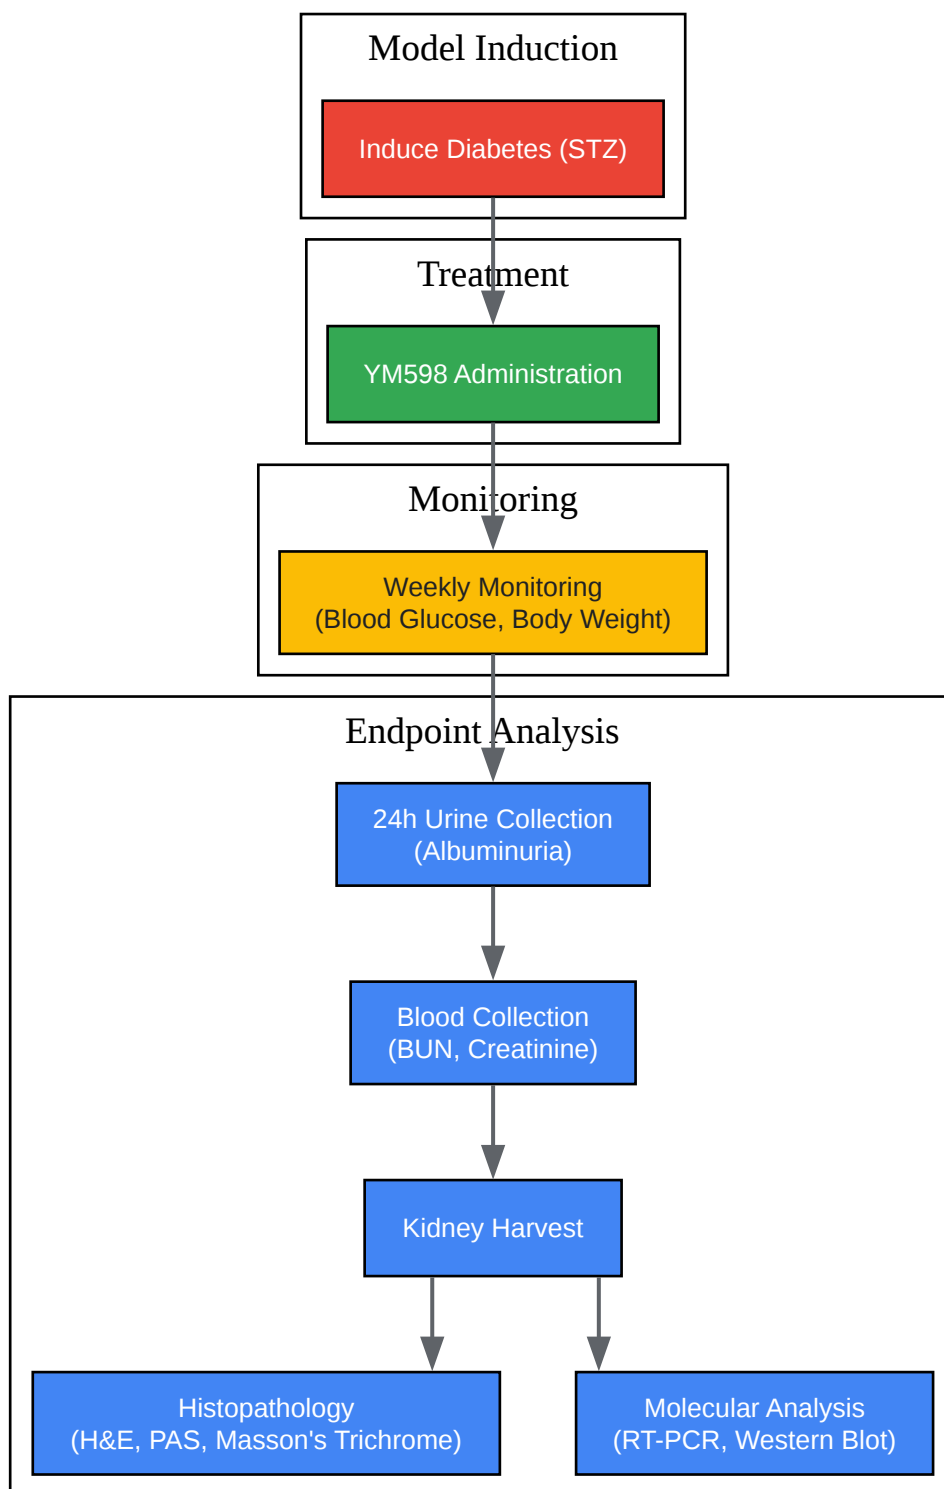 Model Induction
Induce Diabetes (STZ)
Treatment
YM598 Administration
Monitoring
Weekly Monitoring
(Blood Glucose, Body Weight)
Endpoint Analysis
24h Urine Collection
(Albuminuria)
Blood Collection
(BUN, Creatinine)
Kidney Harvest
Histopathology
(H&E, PAS, Masson's Trichrome)
Molecular Analysis
(RT-PCR, Western Blot)